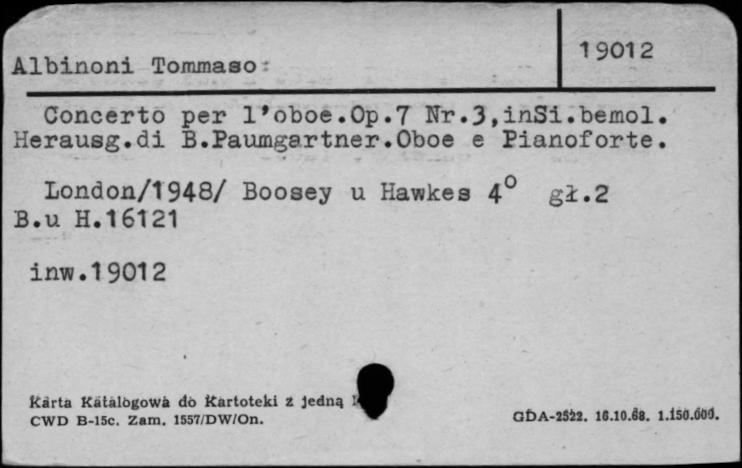 19012
Albinoni Tommaso:
Concerto per l'oboe.Op.7 Nr.3,inSi.bemol.
Herausg.di B.Paumgartner.Oboe e Pianoforte.
London/1948/ Boosey u Hawkes 4° gł.2
B.u H.16121
inw.19012
Karta Katalogowa do Kartoteki z jedną
CWD B-15c. Zam. 1557/DW/On.
GDA-2522. 16.10.68. 1.150.000.